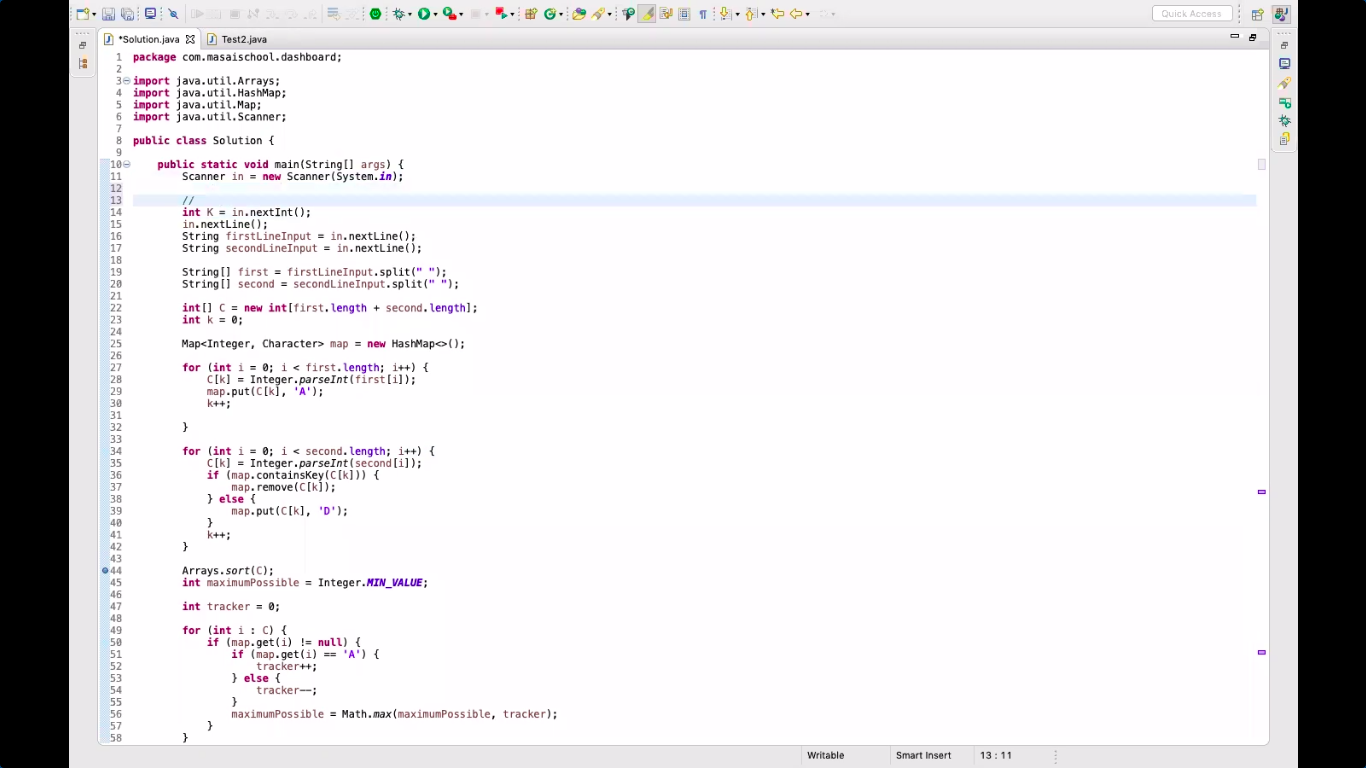 Quick Access
*Solution.java
Test2.java
1 package com.masaischool.dashboard;
2
3 import java.util.Arrays;
4 import java.util.HashMap;
5 import java.util.Map;
6 import java.util.Scanner;
7
8 public class Solution {
9
10 public static void main(String[] args) {
11 Scanner in = new Scanner(System.in);
12
13 //
14 int K = in.nextInt();
15 in.nextLine();
16 String firstLineInput = in.nextLine();
17 String secondLineInput = in.nextLine();
18
19 String[] first = firstLineInput.split(" ");
20 String[] second = secondLineInput.split(" ");
21
22 int[] C = new int[first.length + second.length];
23 int k = 0;
24
25 Map<Integer, Character> map = new HashMap<>();
26
27 for (int i = 0; i < first.length; i++) {
28 C[k] = Integer.parseInt(first[i]);
29 map.put(C[k], 'A');
30 k++;
31
32 }
33
34 for (int i = 0; i < second.length; i++) {
35 C[k] = Integer.parseInt(second[i]);
36 if (map.containsKey(C[k])) {
37 map.remove(C[k]);
38 } else {
39 map.put(C[k], 'D');
40 }
41 k++;
42 }
43
44 Arrays.sort(C);
45 int maximumPossible = Integer.MIN_VALUE;
46
47 int tracker = 0;
48
49 for (int i : C) {
50 if (map.get(i) != null) {
51 if (map.get(i) == 'A') {
52 tracker++;
53 } else {
54 tracker--;
55 }
56 maximumPossible = Math.max(maximumPossible, tracker);
57 }
58 }
Writable
Smart Insert
13 : 11